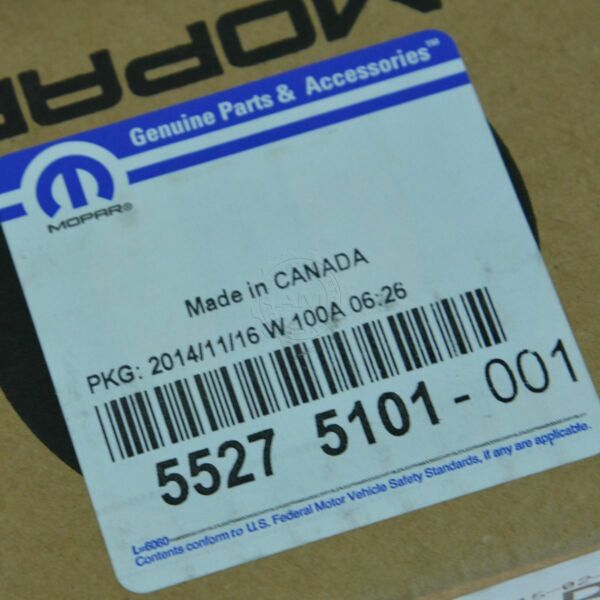 MOPAR
Genuine Parts & Accessories™
MOPAR®
Made in CANADA
PKG: 2014/11/16 W 100A 06:26
5527 5101-001
L=6060
Contents conform to U.S. Federal Motor Vehicle Safety Standards, if any are applicable.